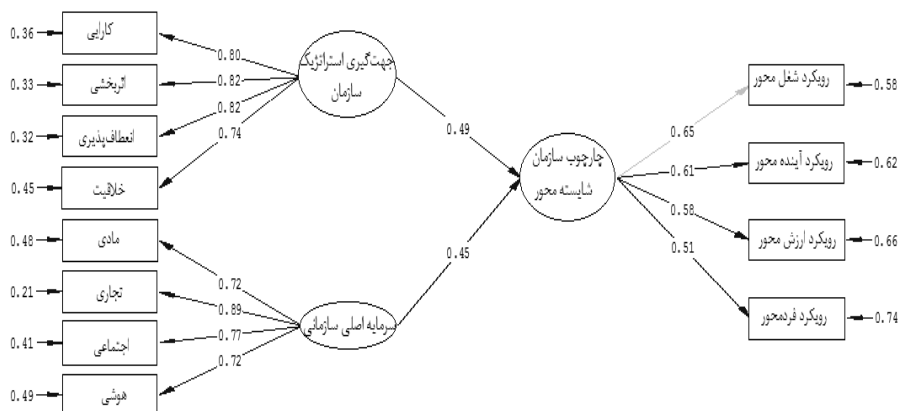 0.36
کارایی
0.80
0.33
اثربخشی
0.82
0.32
انعطاف‌پذیری
0.82
0.45
خلاقیت
0.74
جهت‌گیری استراتژیک
سازمان
0.49
0.48
مادی
0.72
0.21
تجاری
0.89
0.41
اجتماعی
0.77
0.49
هوشی
0.72
سرمایه اصلی سازمانی
0.45
چارچوب سازمان
شایسته محور
0.65
رویکرد شغل محور
0.58
0.61
رویکرد آینده محور
0.62
0.58
رویکرد ارزش محور
0.66
0.51
رویکرد فردمحور
0.74